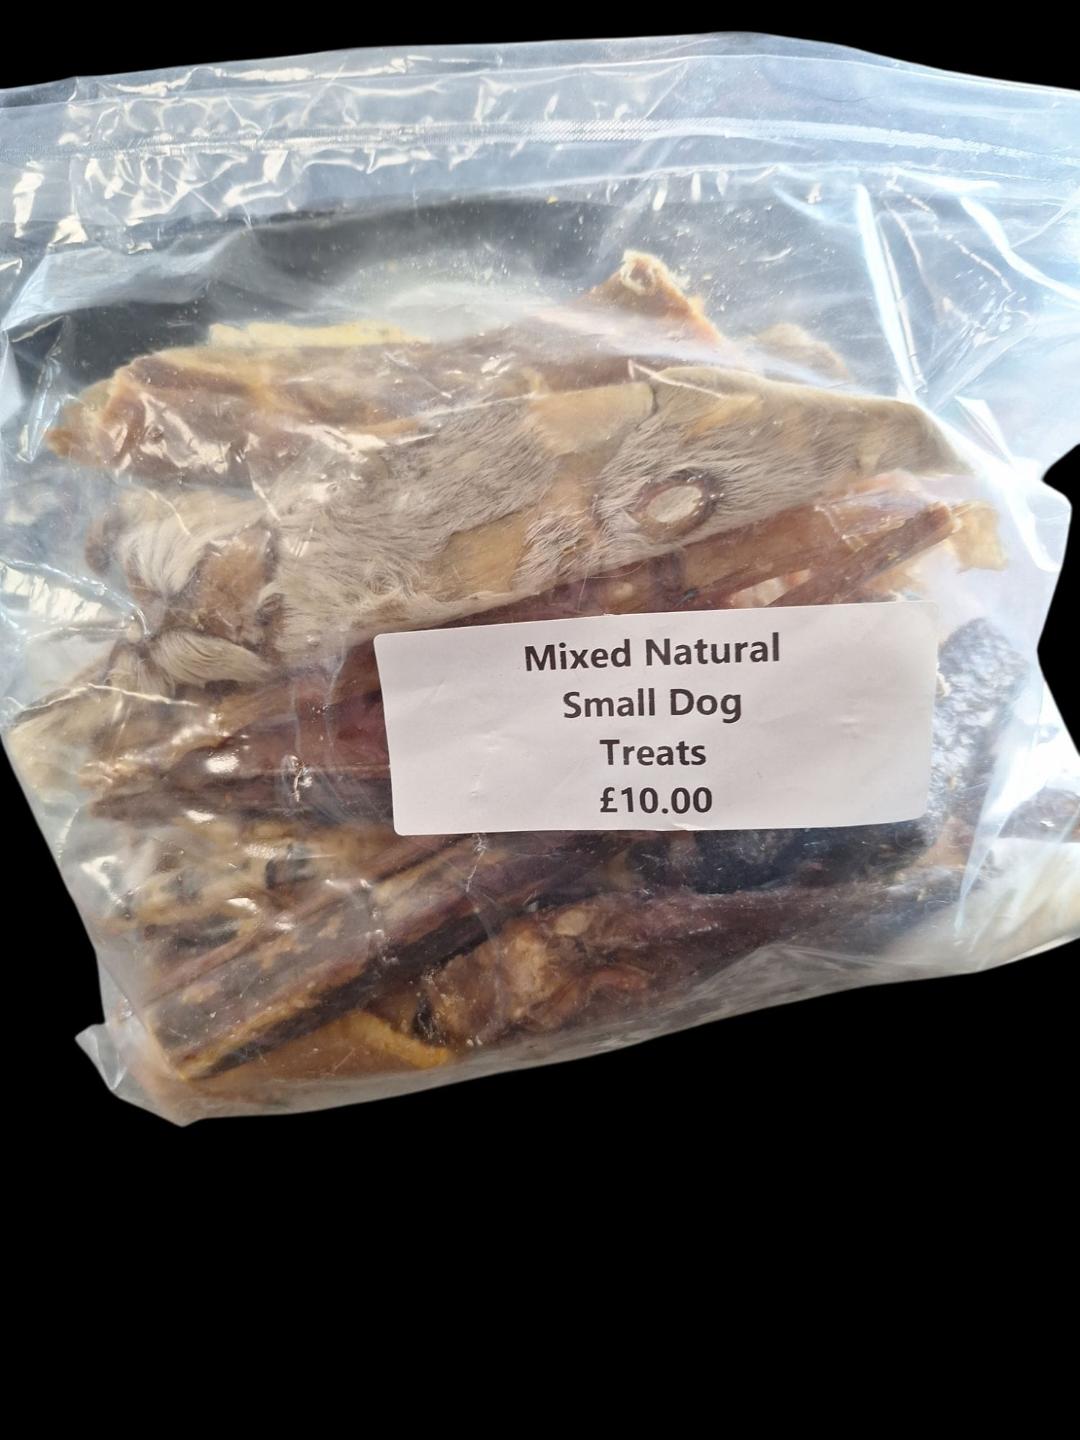 Mixed Natural
Small Dog
Treats
£10.00